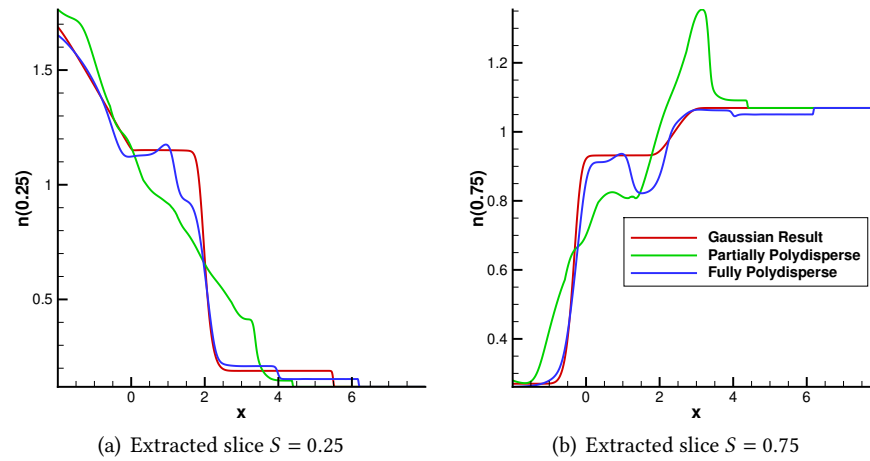 n(0.25)
1.5
1
0.5
0
2
4
6
x
(a) Extracted slice S = 0.25
n(0.75)
1.2
1
0.8
0.6
0.4
0
2
4
6
x
Gaussian Result
Partially Polydisperse
Fully Polydisperse
(b) Extracted slice S = 0.75